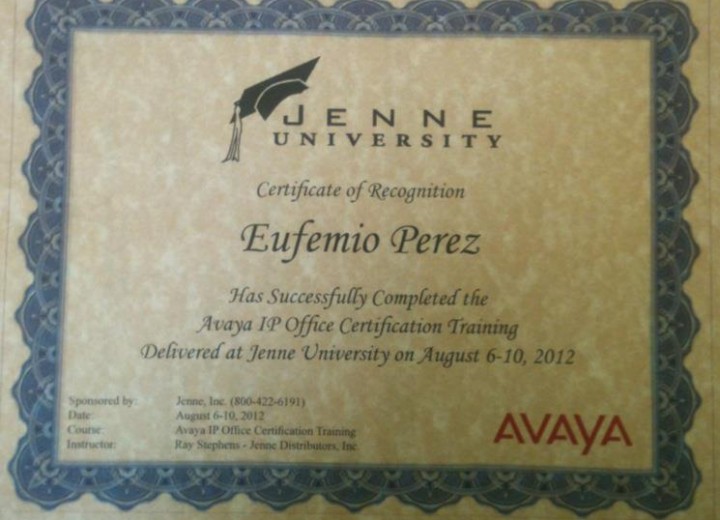 JENNE
UNIVERSITY
Certificate of Recognition
Eufemio Perez
Has Successfully Completed the
Avaya IP Office Certification Training
Delivered at Jenne University on August 6-10, 2012
Sponsored by: Jenne, Inc. (800-422-6191)
Date: August 6-10, 2012
Course: Avaya IP Office Certification Training
Instructor: Ray Stephens - Jenne Distributors, Inc
AVAYA